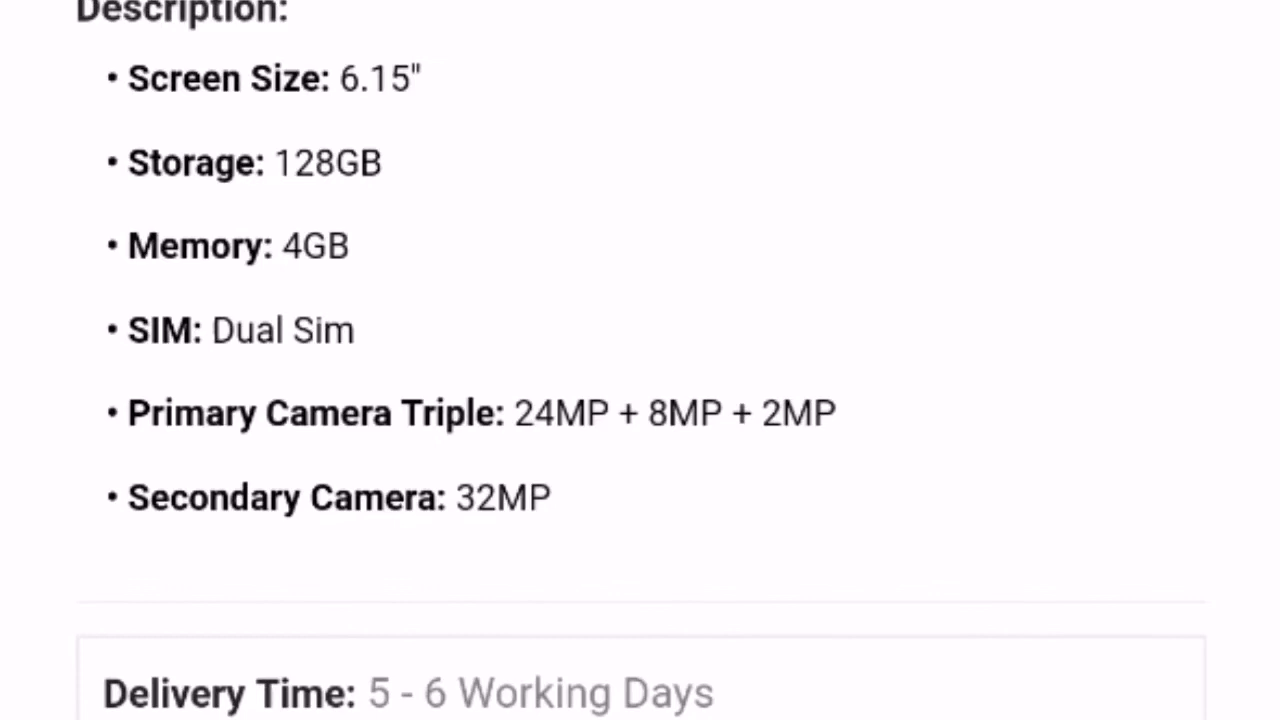 Description:
• Screen Size: 6.15"
• Storage: 128GB
• Memory: 4GB
• SIM: Dual Sim
• Primary Camera Triple: 24MP + 8MP + 2MP
• Secondary Camera: 32MP
Delivery Time: 5 - 6 Working Days